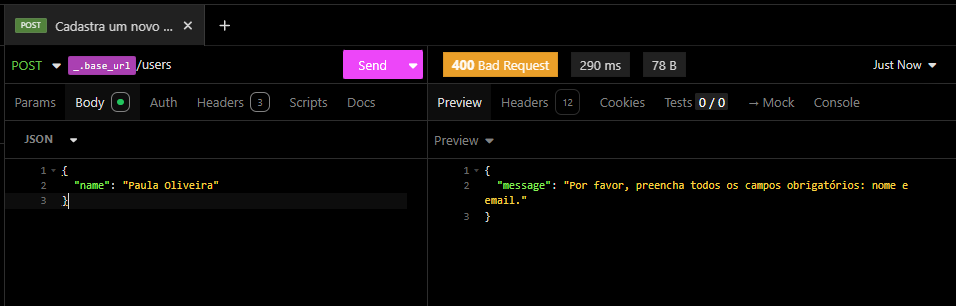 POST Cadastra um novo ... × +
POST _.base_url /users Send 400 Bad Request 290 ms 78 B Just Now
Params Body Auth Headers 3 Scripts Docs Preview Headers 12 Cookies Tests 0 / 0 → Mock Console
JSON Preview
1 {
2 "name": "Paula Oliveira"
3 }
1 {
2 "message": "Por favor, preencha todos os campos obrigatórios: nome e
email."
3 }